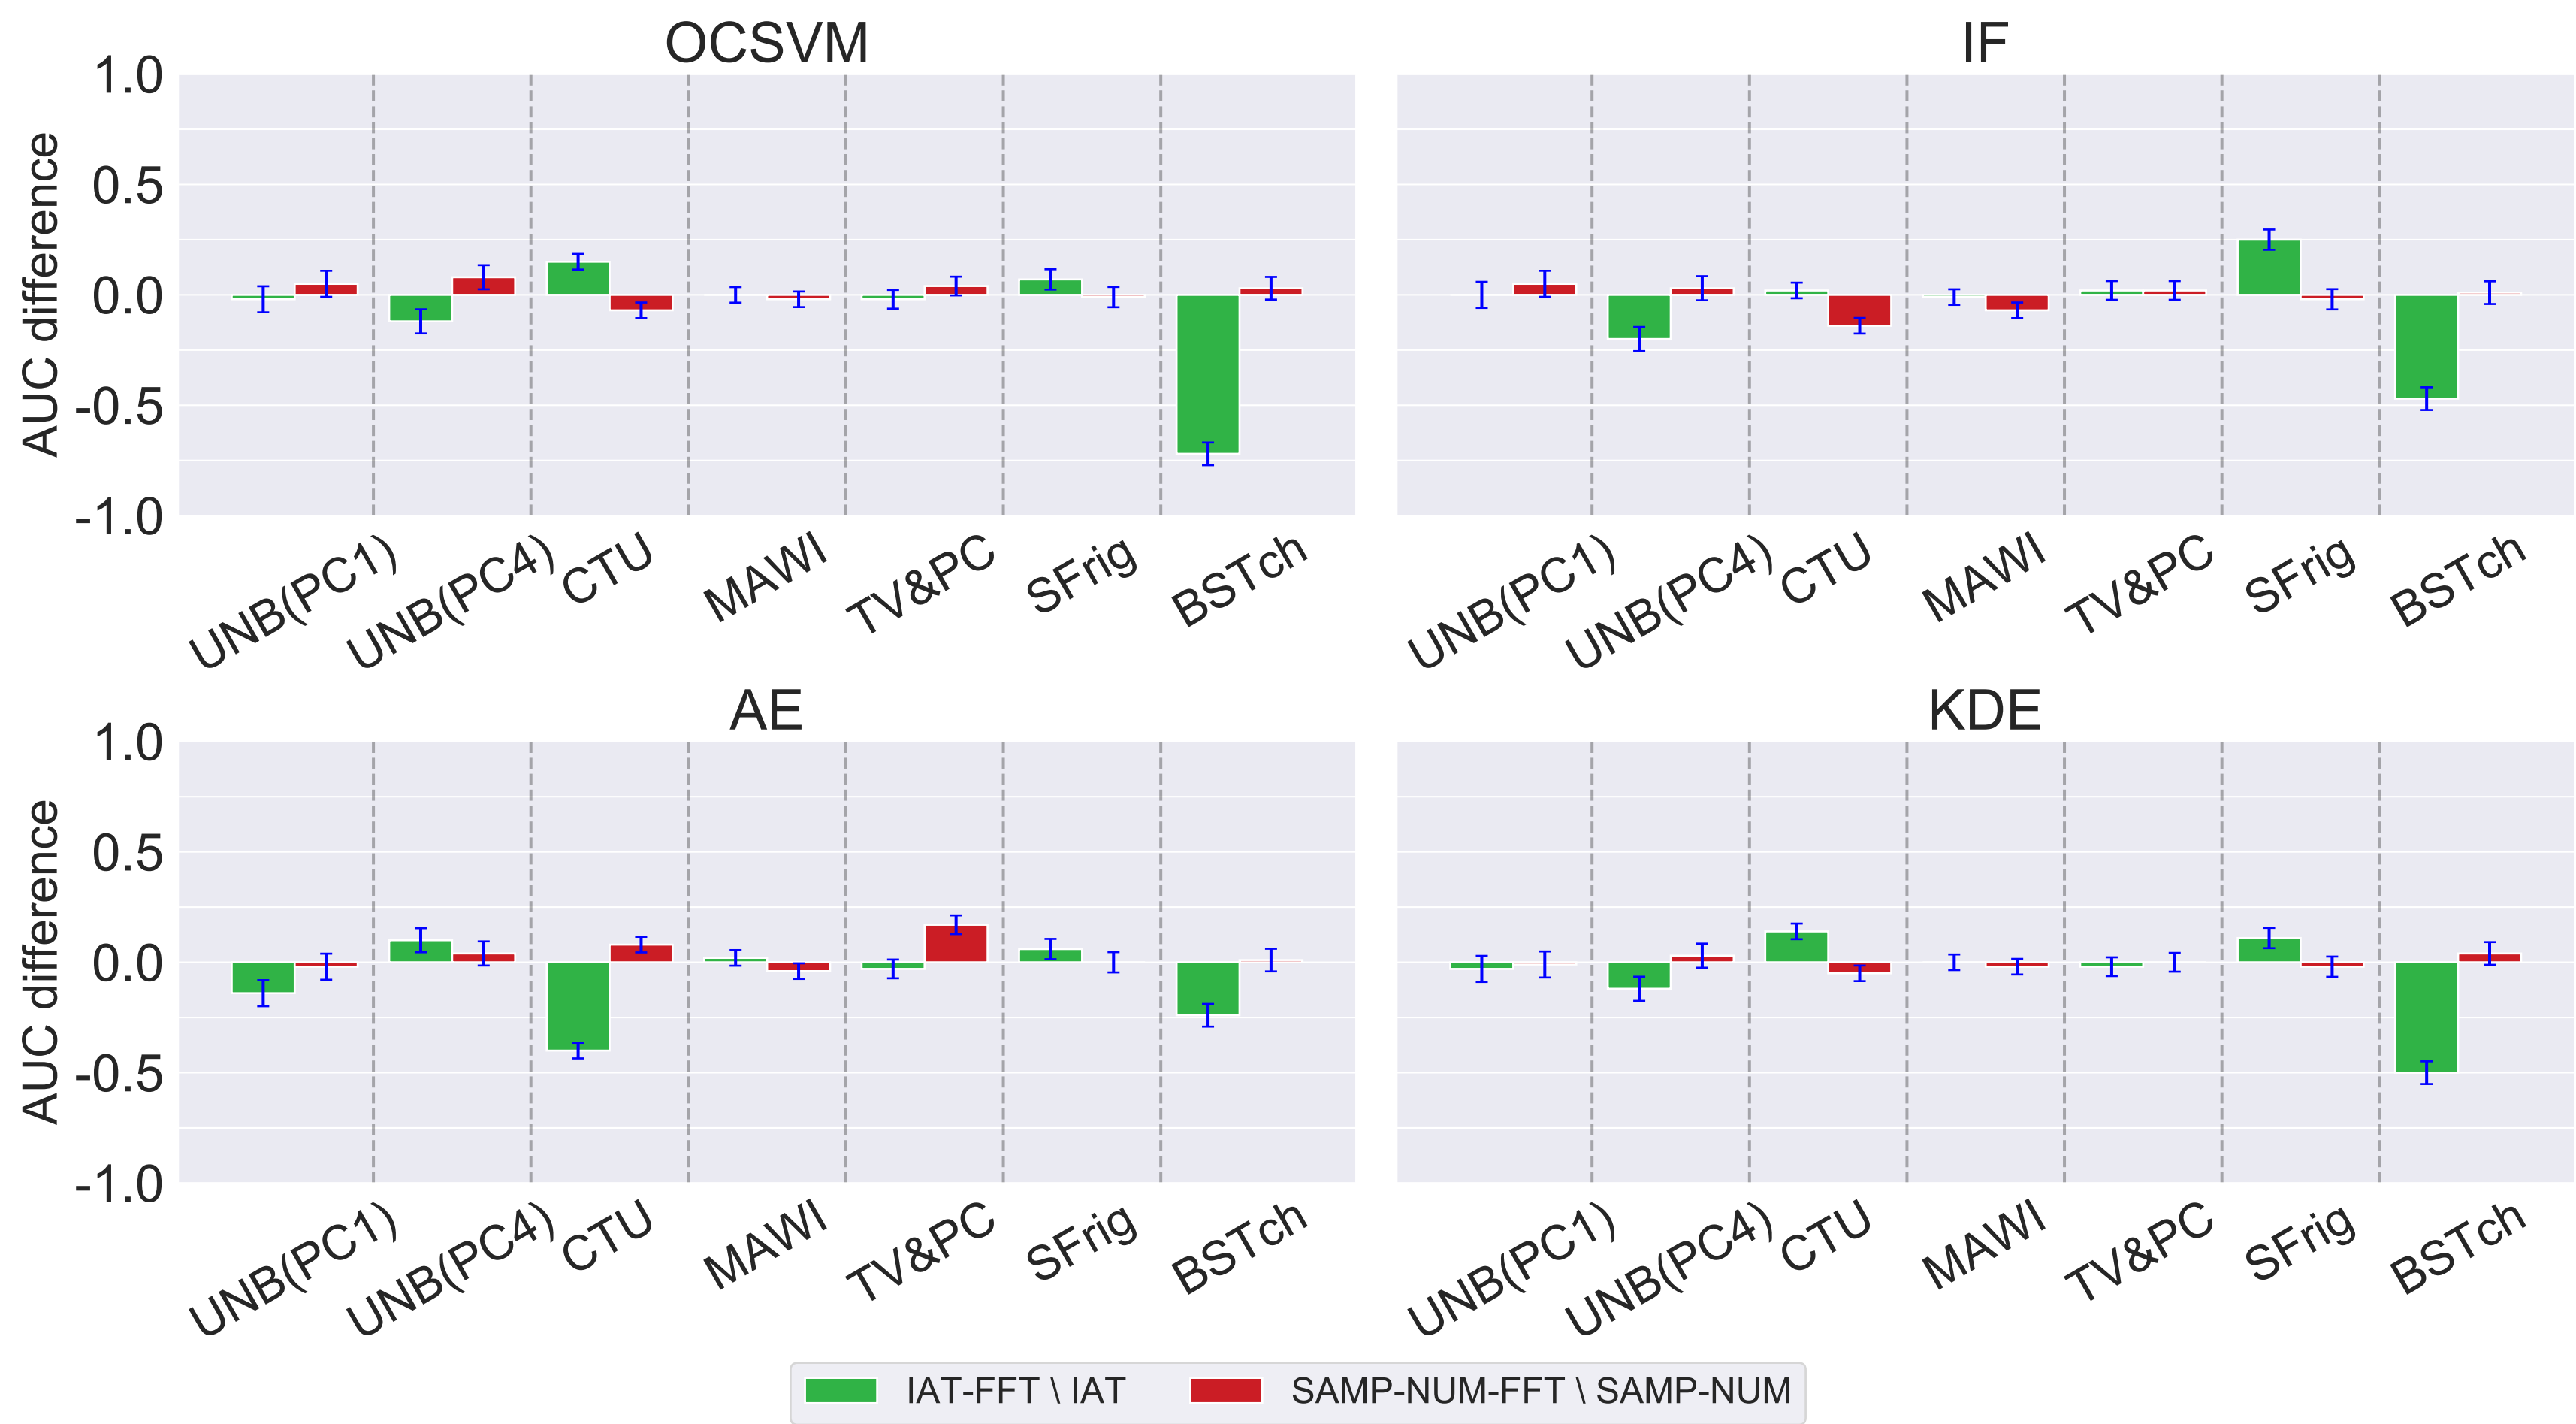 OCSVM
IF
1.0
0.5
0.0
-0.5
-1.0
AUC difference
UNB(PC1)
UNB(PC4)
CTU
MAWI
TV&PC
SFrig
BSTch
UNB(PC1)
UNB(PC4)
CTU
MAWI
TV&PC
SFrig
BSTch
AE
KDE
1.0
0.5
0.0
-0.5
-1.0
AUC difference
UNB(PC1)
UNB(PC4)
CTU
MAWI
TV&PC
SFrig
BSTch
UNB(PC1)
UNB(PC4)
CTU
MAWI
TV&PC
SFrig
BSTch
IAT-FFT \ IAT
SAMP-NUM-FFT \ SAMP-NUM